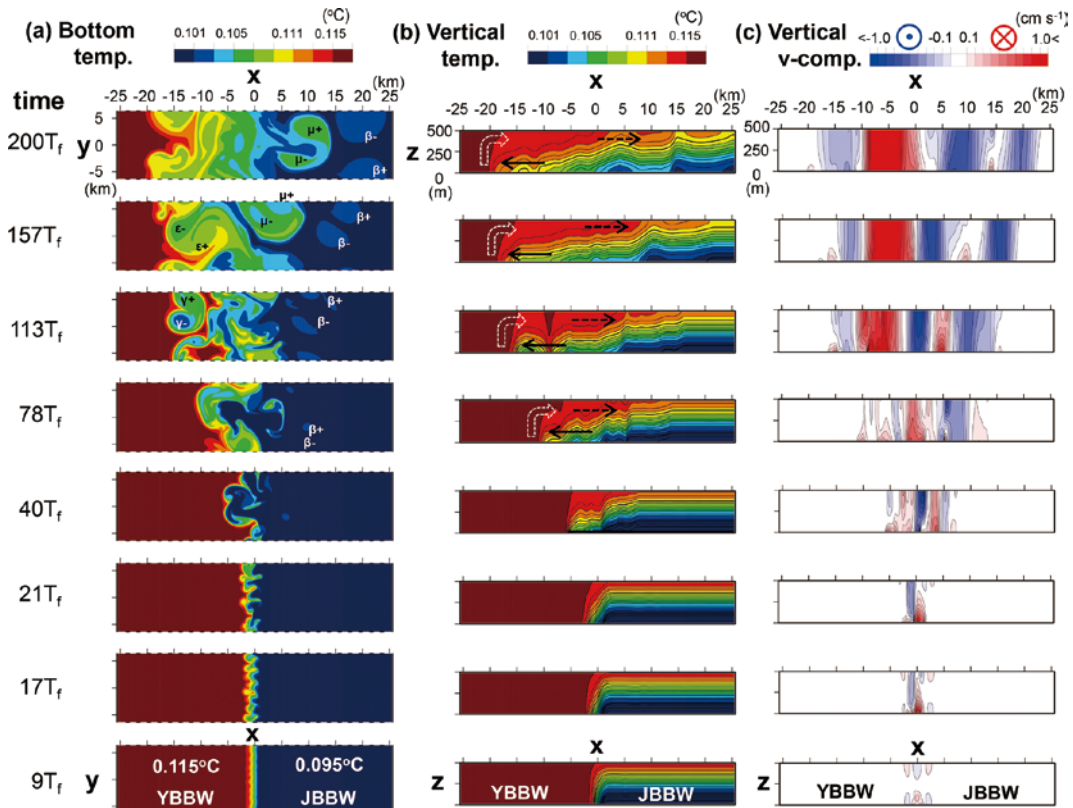 (a) Bottom temp.
(°C)
0.101 0.105 0.111 0.115
x
(km)
-25 -20 -15 -10 -5 0 5 10 15 20 25
(b) Vertical temp.
(°C)
0.101 0.105 0.111 0.115
x
(km)
-25 -20 -15 -10 -5 0 5 10 15 20 25
(c) Vertical v-comp.
(cm s⁻¹)
<-1.0 -0.1 0.1 1.0<
x
(km)
-25 -20 -15 -10 -5 0 5 10 15 20 25
time
200Tf
y
5
0
-5
(km)
μ+
μ-
β-
β+
z
500
250
0
(m)
z
500
250
0
(m)
157Tf
ε-
ε+
μ+
μ-
β+
β-
113Tf
γ+
γ-
β+
β-
78Tf
β+
β-
40Tf
21Tf
17Tf
x
x
x
9Tf
y
0.115°C
YBBW
0.095°C
JBBW
z
YBBW
JBBW
z
YBBW
JBBW